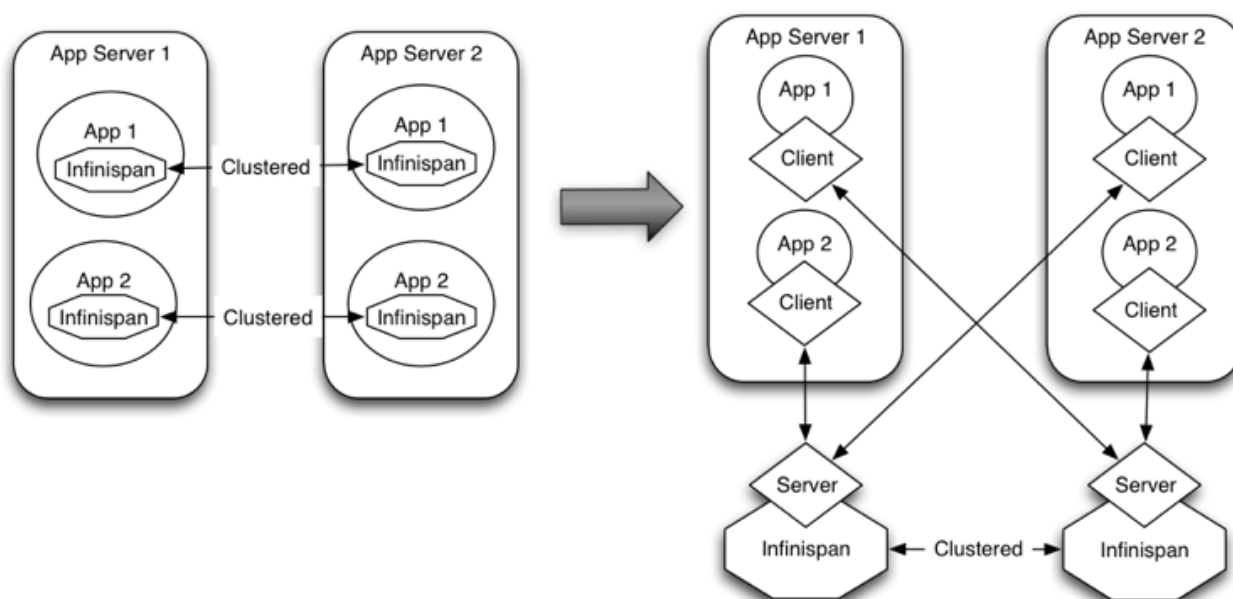 App Server 1
App Server 2
App 1
Infinispan
Clustered
App 1
Infinispan
App 2
Infinispan
Clustered
App 2
Infinispan
App Server 1
App Server 2
App 1
Client
App 1
Client
App 2
Client
App 2
Client
Server
Server
Infinispan
Clustered
Infinispan